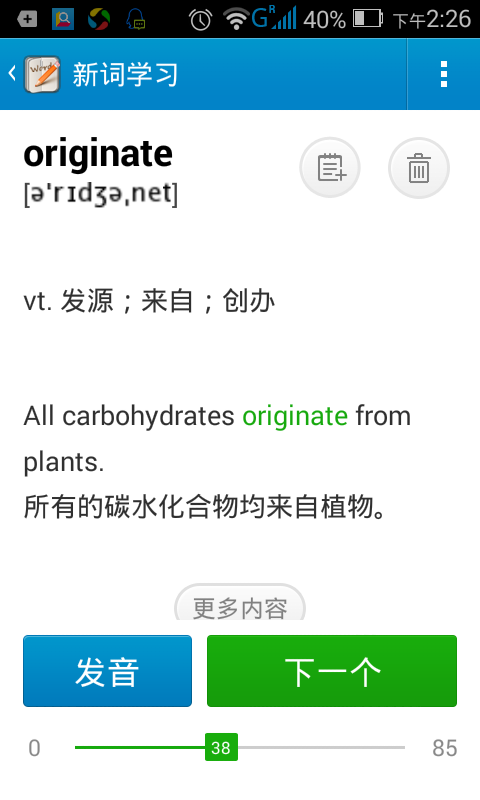 G R 40% 下午2:26
Words 新词学习
originate
[ə'rɪdʒəˌnet]
vt. 发源；来自；创办
All carbohydrates originate from
plants.
所有的碳水化合物均来自植物。
更多内容
发音 下一个
0 38 85